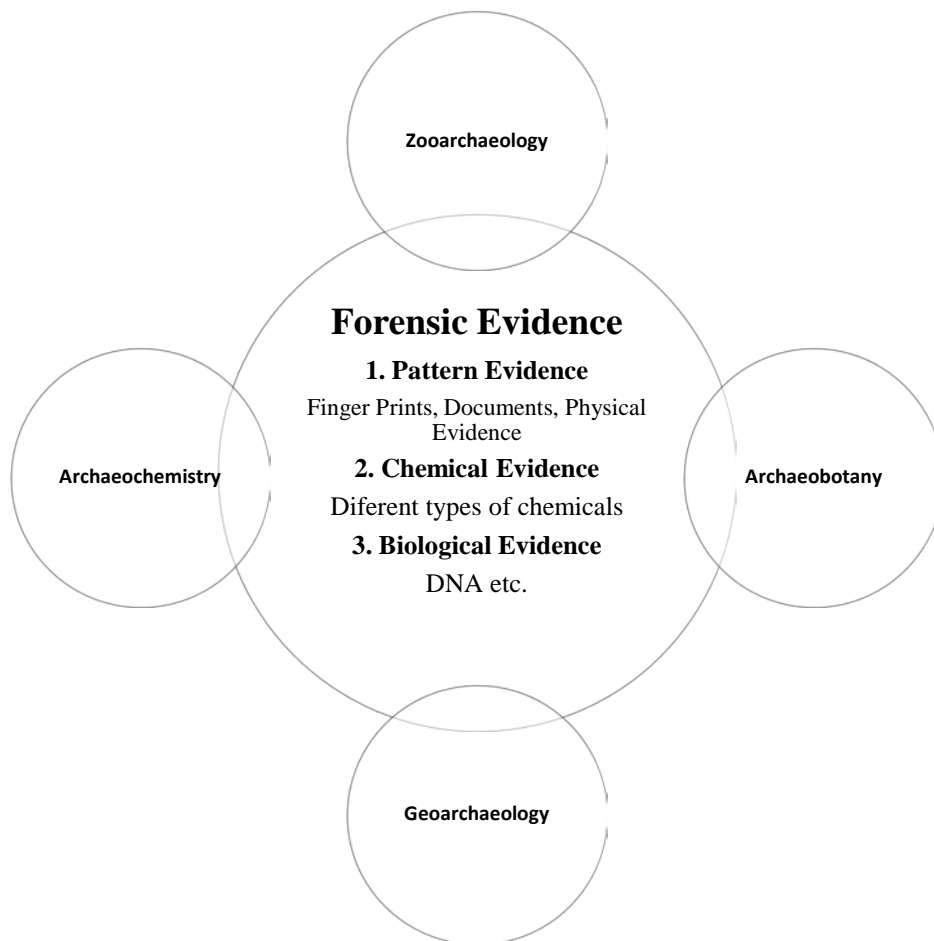 Zooarchaeology
Forensic Evidence
1. Pattern Evidence
Finger Prints, Documents, Physical
Evidence
Archaeochemistry
2. Chemical Evidence
Archaeobotany
Diferent types of chemicals
3. Biological Evidence
DNA etc.
Geoarchaeology